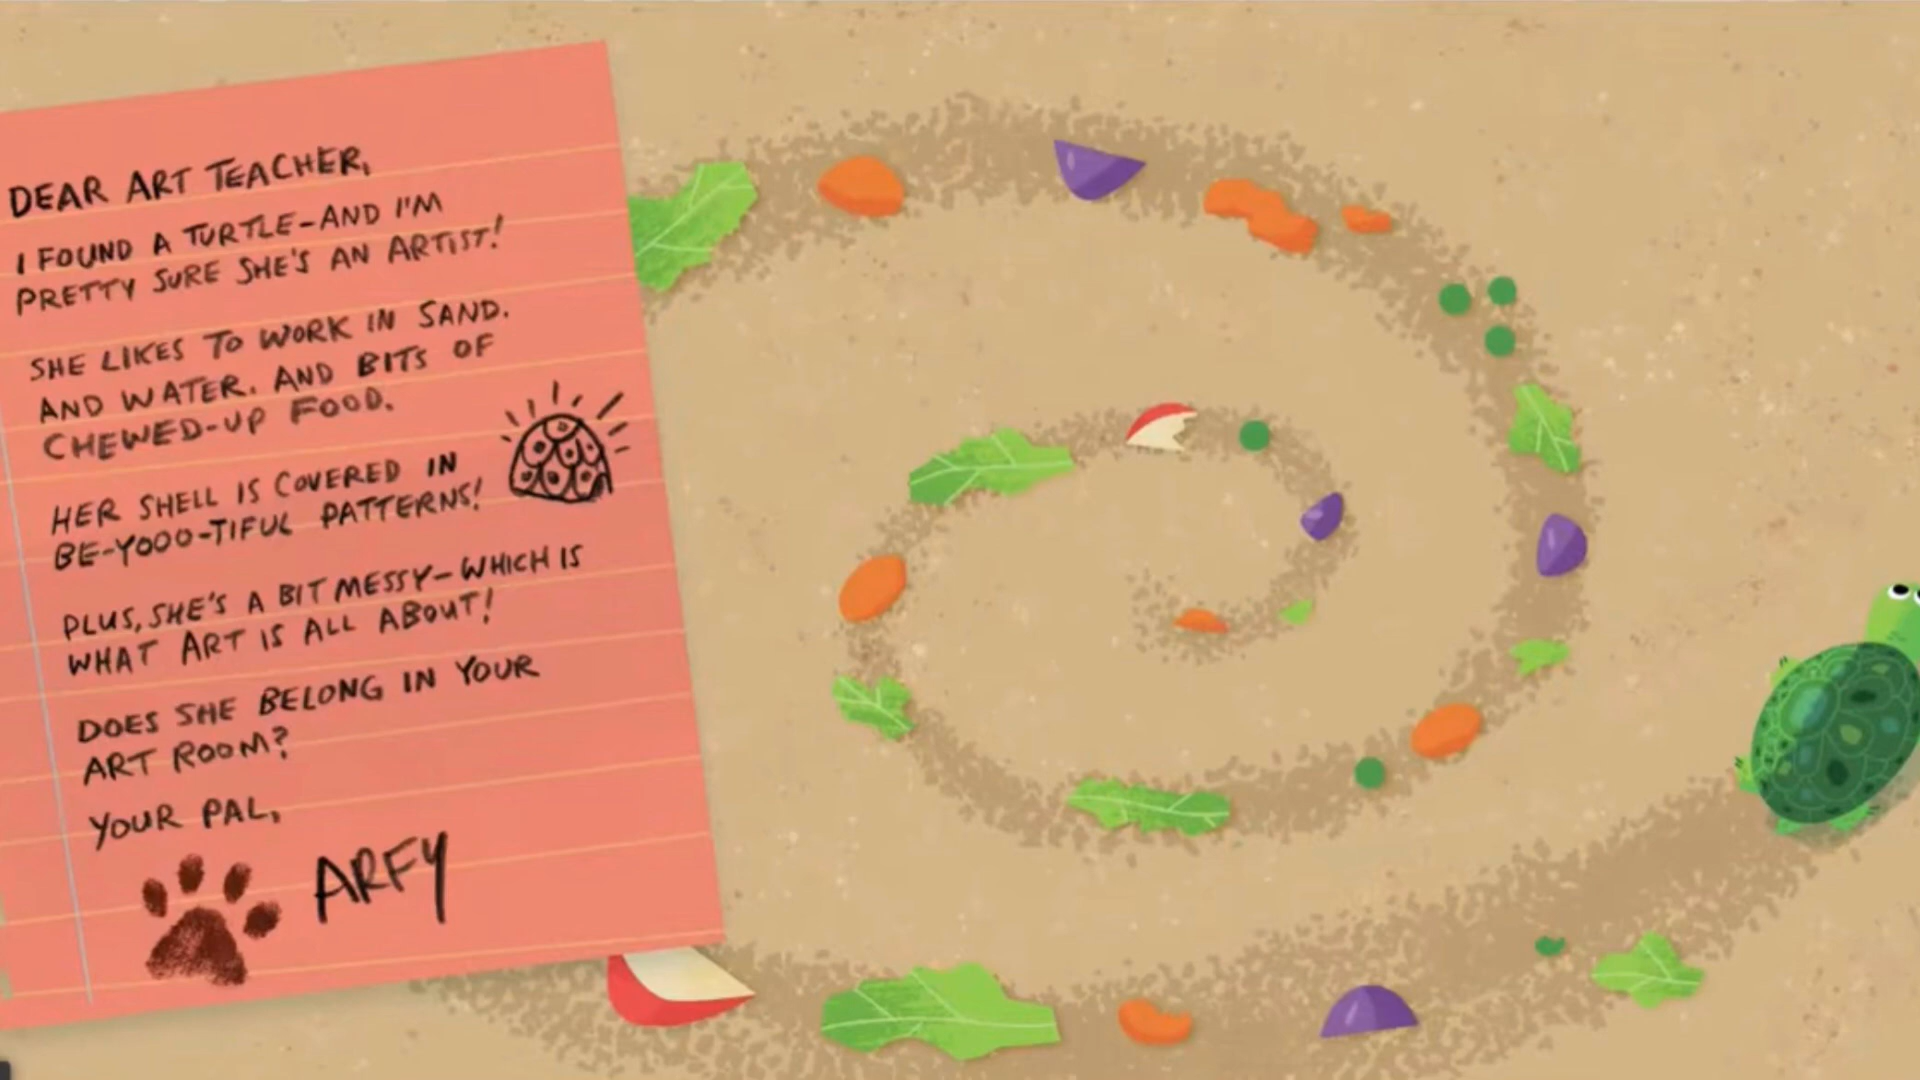 DEAR ART TEACHER,
I FOUND A TURTLE-AND I'M
PRETTY SURE SHE'S AN ARTIST!
SHE LIKES TO WORK IN SAND.
AND WATER. AND BITS OF
CHEWED-UP FOOD.
HER SHELL IS COVERED IN
BE-YOOO-TIFUL PATTERNS!
PLUS, SHE'S A BIT MESSY-WHICH IS
WHAT ART IS ALL ABOUT!
DOES SHE BELONG IN YOUR
ART ROOM?
YOUR PAL,
ARFY